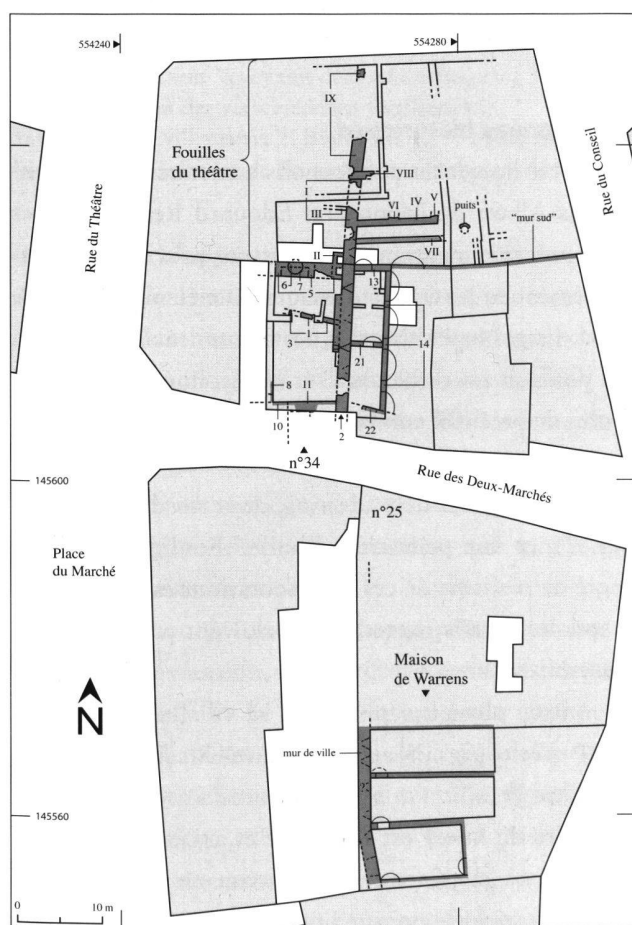 554240
554280
IX
Fouilles
du théâtre
VIII
Rue du Théâtre
Rue du Conseil
III
VI
IV
V
puits
"mur sud"
II
VII
6
7
5
13
1
3
14
21
8
11
10
2
22
n°34
145600
Rue des Deux-Marchés
n°25
Place
du Marché
Maison
de Warrens
N
mur de ville
2
145560
0
10 m